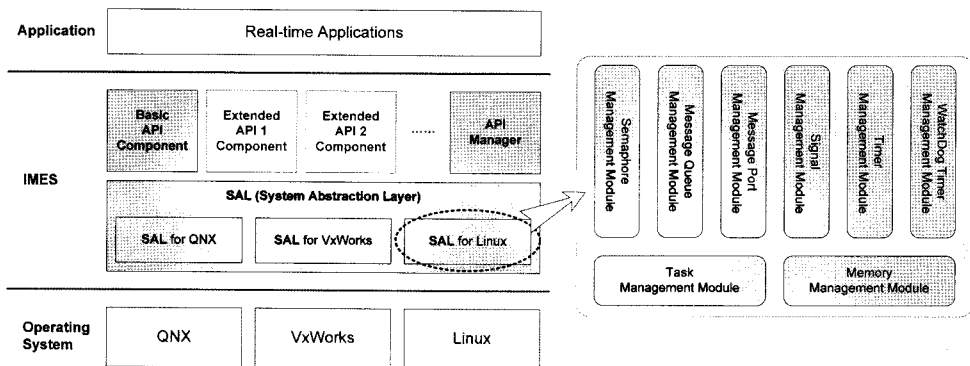 Application
Real-time Applications
IMES
Basic
API
Component
Extended
API 1
Component
Extended
API 2
Component
......
API
Manager
SAL (System Abstraction Layer)
SAL for QNX
SAL for VxWorks
SAL for Linux
Operating
System
QNX
VxWorks
Linux
Semaphore
Management Module
Message Queue
Management Module
Message Port
Management Module
Signal
Management Module
Timer
Management Module
WatchDog Timer
Management Module
Task
Management Module
Memory
Management Module